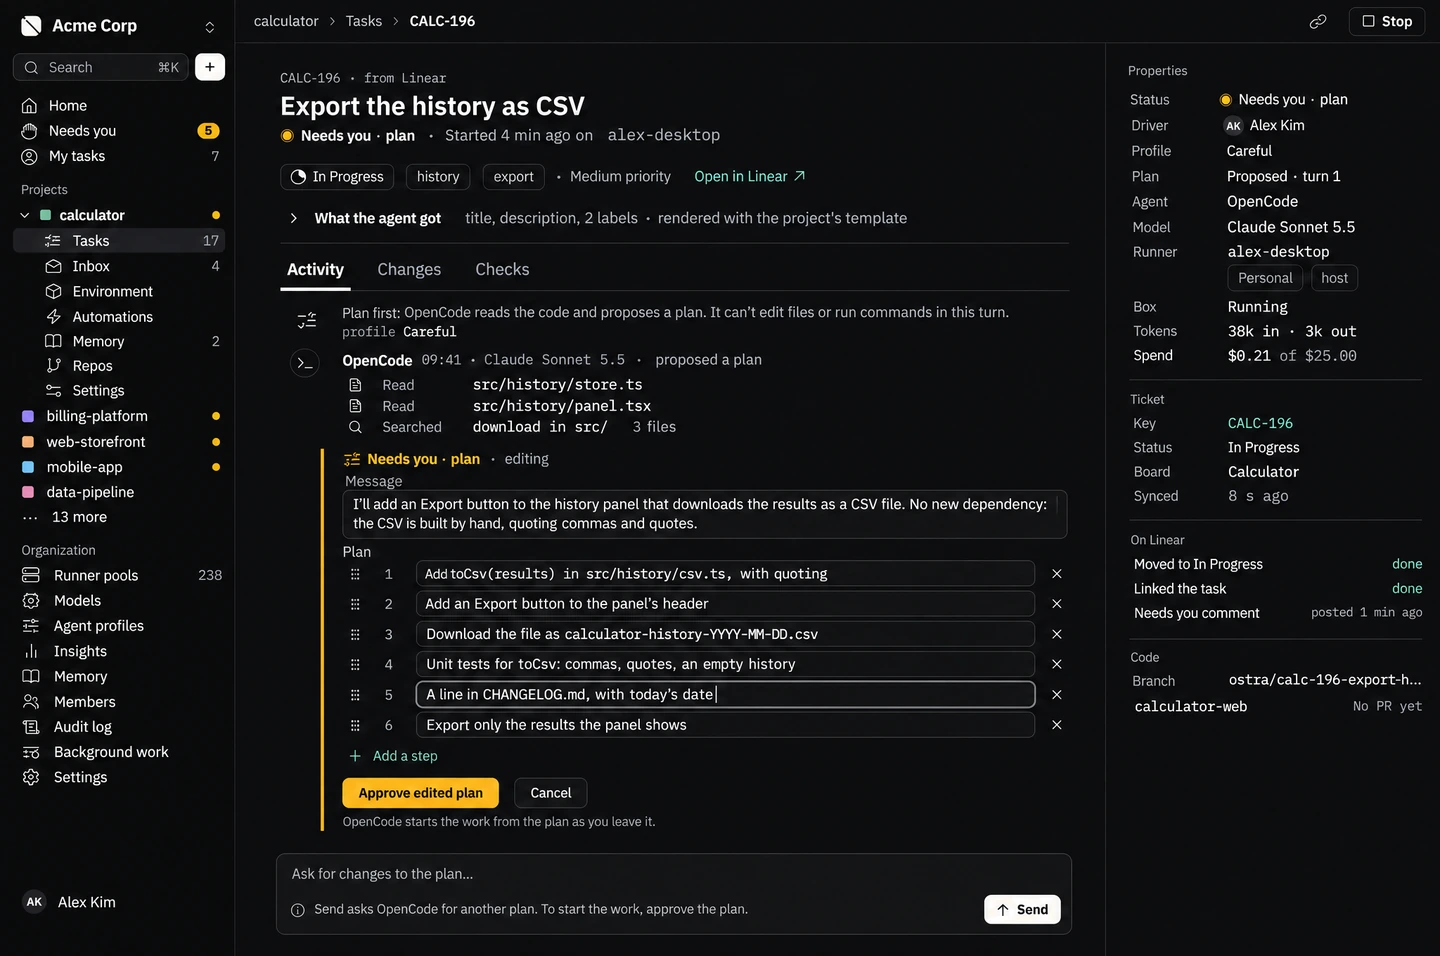 Acme Corp
Search ⌘K +
Home
Needs you 5
My tasks 7
Projects
calculator
Tasks 17
Inbox 4
Environment
Automations
Memory 2
Repos
Settings
billing-platform
web-storefront
mobile-app
data-pipeline
··· 13 more
Organization
Runner pools 238
Models
Agent profiles
Insights
Memory
Members
Audit log
Background work
Settings
AK Alex Kim
calculator > Tasks > CALC-196
Stop
CALC-196 · from Linear
Export the history as CSV
Needs you · plan · Started 4 min ago on alex-desktop
In Progress history export · Medium priority Open in Linear ↗
What the agent got title, description, 2 labels · rendered with the project's template
Activity Changes Checks
Plan first: OpenCode reads the code and proposes a plan. It can't edit files or run commands in this turn.
profile Careful
OpenCode 09:41 · Claude Sonnet 5.5 · proposed a plan
Read src/history/store.ts
Read src/history/panel.tsx
Searched download in src/ 3 files
Needs you · plan · editing
Message
I'll add an Export button to the history panel that downloads the results as a CSV file. No new dependency:
the CSV is built by hand, quoting commas and quotes.
Plan
1 Add toCsv(results) in src/history/csv.ts, with quoting
2 Add an Export button to the panel's header
3 Download the file as calculator-history-YYYY-MM-DD.csv
4 Unit tests for toCsv: commas, quotes, an empty history
5 A line in CHANGELOG.md, with today's date
6 Export only the results the panel shows
+ Add a step
Approve edited plan Cancel
OpenCode starts the work from the plan as you leave it.
Ask for changes to the plan...
Send asks OpenCode for another plan. To start the work, approve the plan.
Send
Properties
Status Needs you · plan
Driver AK Alex Kim
Profile Careful
Plan Proposed · turn 1
Agent OpenCode
Model Claude Sonnet 5.5
Runner alex-desktop
Personal host
Box Running
Tokens 38k in · 3k out
Spend $0.21 of $25.00
Ticket
Key CALC-196
Status In Progress
Board Calculator
Synced 8 s ago
On Linear
Moved to In Progress done
Linked the task done
Needs you comment posted 1 min ago
Code
Branch ostra/calc-196-export-h...
calculator-web No PR yet